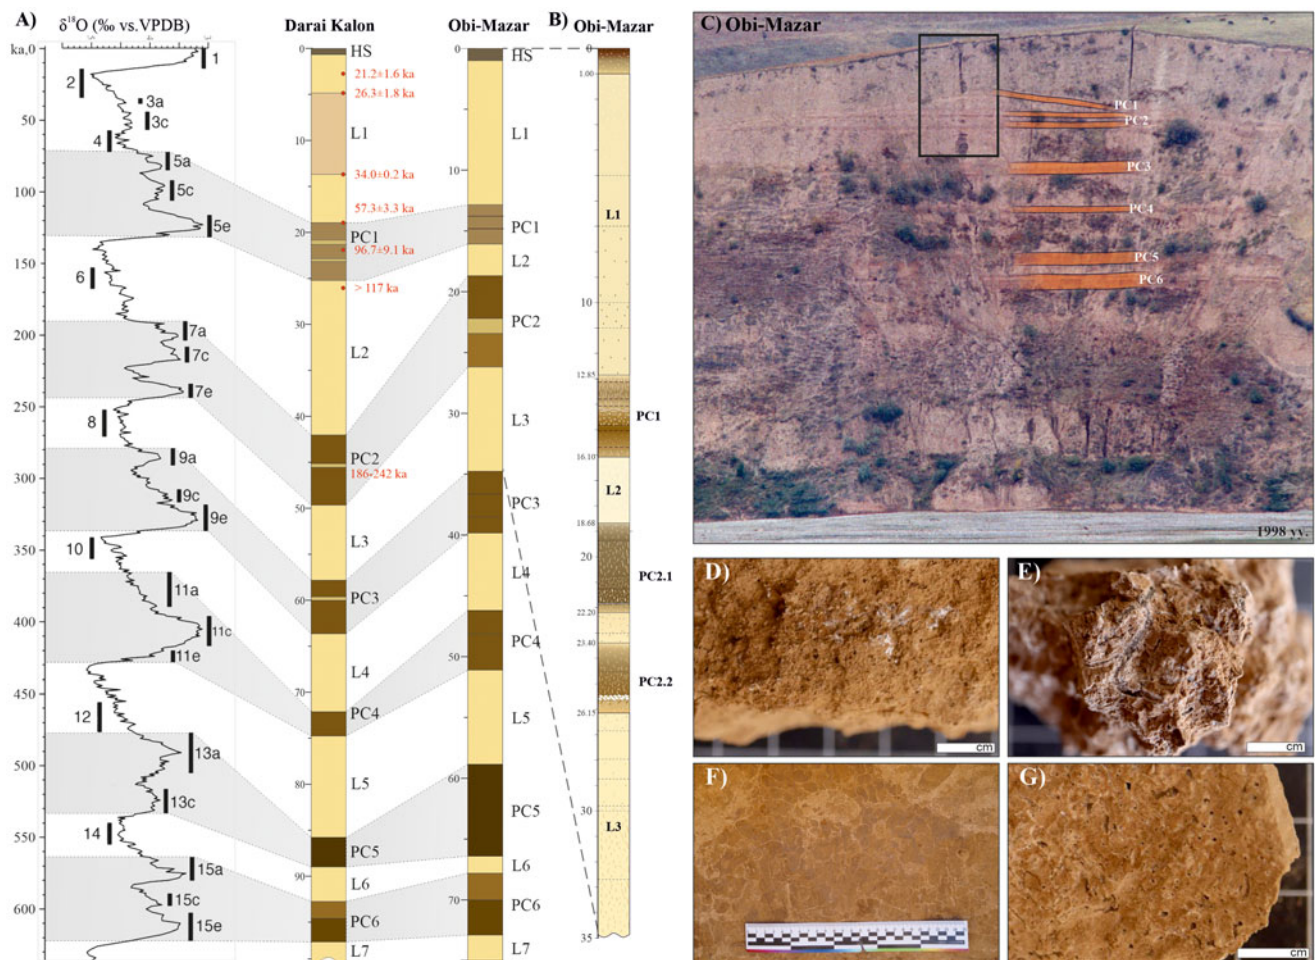 A)
δ18O (‰ vs.VPDB)
Darai Kalon
Obi-Mazar
B)
Obi-Mazar
ka,0
50
100
150
200
250
300
350
400
450
500
550
600
1
2
3a
3c
4
5a
5c
5e
6
7a
7c
7e
8
9a
9c
9e
10
11a
11c
11e
12
13a
13c
14
15a
15c
15e
0
10
20
30
40
50
60
70
80
90
HS
21.2±1.6 ka
26.3±1.8 ka
L1
34.0±0.2 ka
57.3±3.3 ka
PC1
96.7±9.1 ka
> 117 ka
L2
PC2
186-242 ka
L3
PC3
L4
PC4
L5
PC5
L6
PC6
L7
0
10
20
30
40
50
60
70
HS
L1
PC1
L2
PC2
L3
PC3
L4
PC4
L5
PC5
L6
PC6
L7
0
1.00
L1
10
12.85
PC1
16.10
L2
18.68
20
PC2.1
22.20
23.40
PC2.2
26.15
30
L3
35
C) Obi-Mazar
PC1
PC2
PC3
PC4
PC5
PC6
1998 yy.
D)
cm
E)
cm
F)
G)
cm